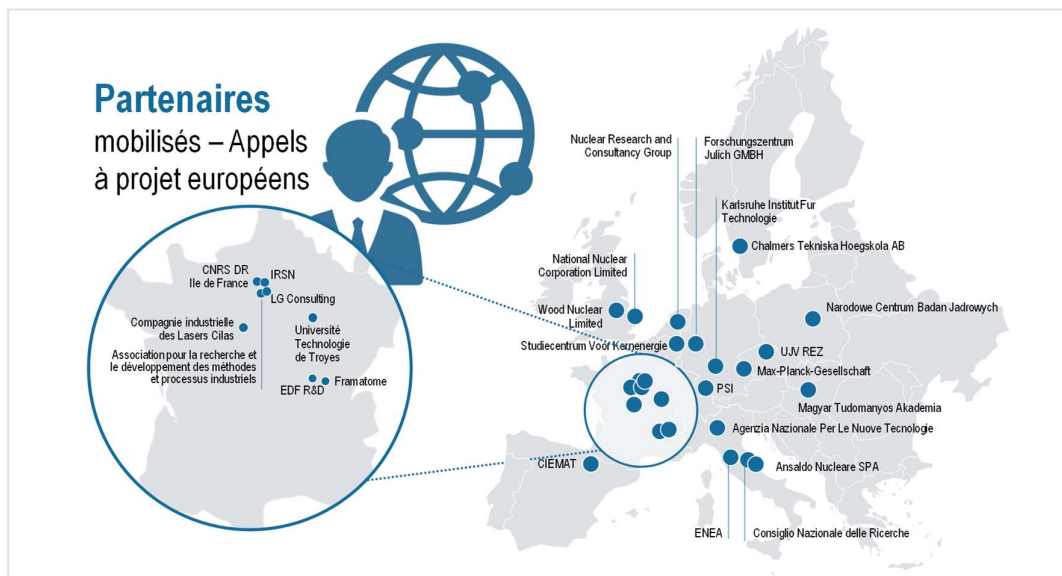 Partenaires
mobilisés – Appels
à projet européens
CNRS DR
Ile de France
IRSN
LG Consulting
Compagnie industrielle
des Lasers Cilas
Université
Technologie
de Troyes
Association pour la recherche et
le développement des méthodes
et processus industriels
EDF R&D
Framatome
Nuclear Research and
Consultancy Group
Forschungszentrum
Julich GMBH
Karlsruhe Institut Fur
Technologie
Chalmers Tekniska Hoegskola AB
National Nuclear
Corporation Limited
Wood Nuclear
Limited
Narodowe Centrum Badan Jadrowych
Studiecentrum Voor Kernenergie
UJV REZ
Max-Planck-Gesellschaft
PSI
Magyar Tudomanyos Akademia
Agenzia Nazionale Per Le Nuove Tecnologie
CIEMAT
Ansaldo Nucleare SPA
ENEA
Consiglio Nazionale delle Ricerche